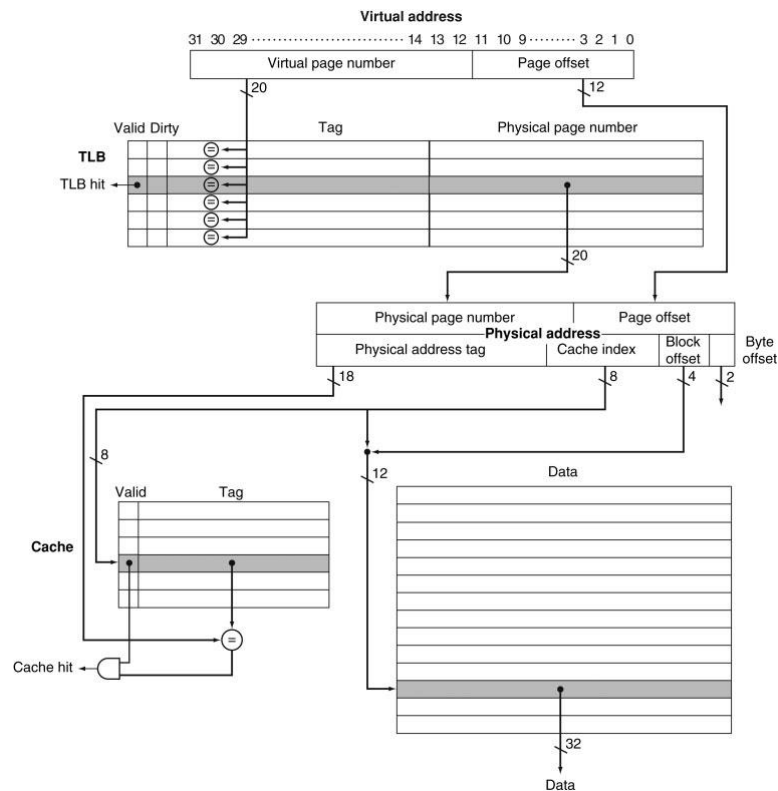 Virtual address
31 30 29 ·················· 14 13 12 11 10 9 ········· 3 2 1 0
Virtual page number Page offset
20 12
Valid Dirty Tag Physical page number
TLB
=
=
TLB hit =
=
=
=
20
Physical page number Page offset
Physical address
Physical address tag Cache index Block offset Byte offset
18 8 4 2
8 12 Data
Valid Tag
Cache
=
Cache hit
32
Data